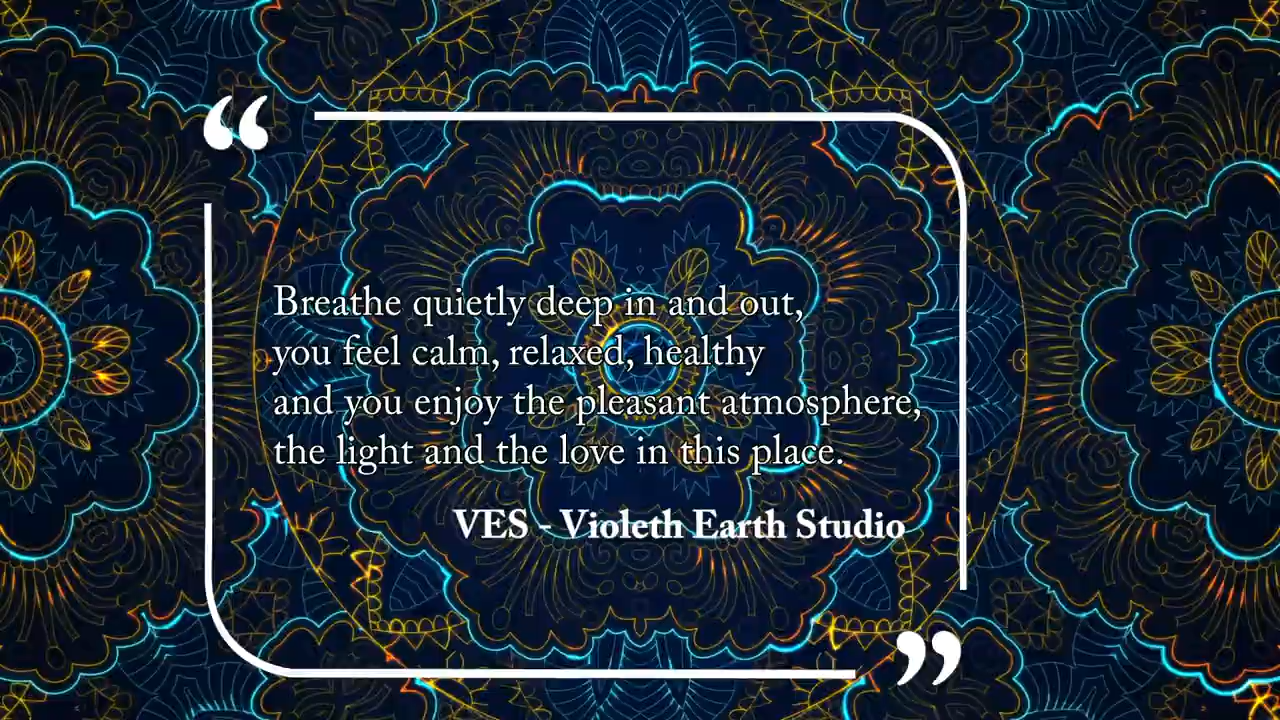 “
Breathe quietly deep in and out,
you feel calm, relaxed, healthy
and you enjoy the pleasant atmosphere,
the light and the love in this place.
VES - Violeth Earth Studio
”